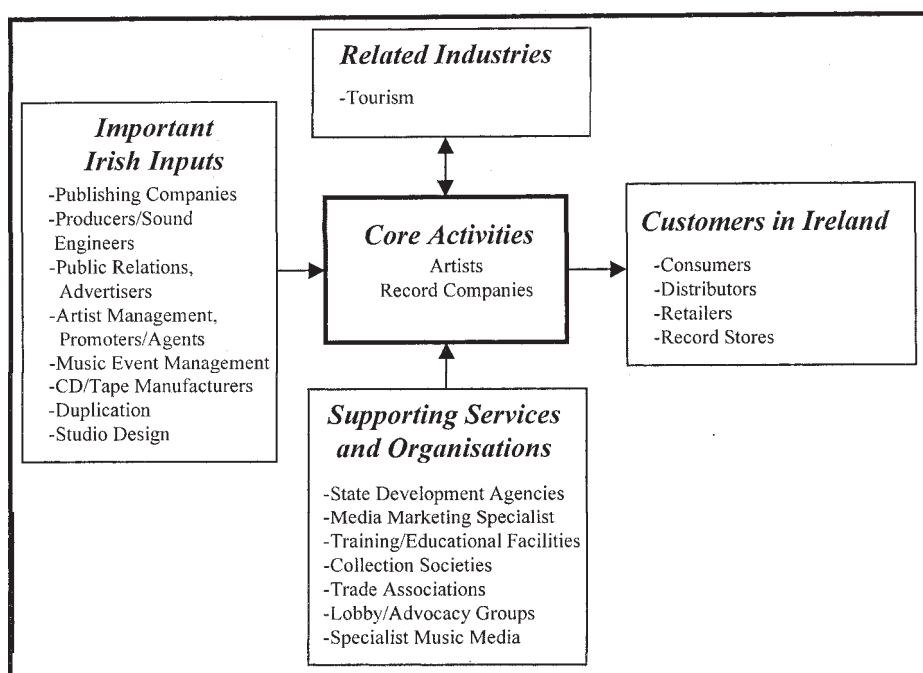 Related Industries
-Tourism
Important
Irish Inputs
-Publishing Companies
-Producers/Sound
Engineers
-Public Relations,
Advertisers
-Artist Management,
Promoters/Agents
-Music Event Management
-CD/Tape Manufacturers
-Duplication
-Studio Design
Core Activities
Artists
Record Companies
Customers in Ireland
-Consumers
-Distributors
-Retailers
-Record Stores
Supporting Services
and Organisations
-State Development Agencies
-Media Marketing Specialist
-Training/Educational Facilities
-Collection Societies
-Trade Associations
-Lobby/Advocacy Groups
-Specialist Music Media